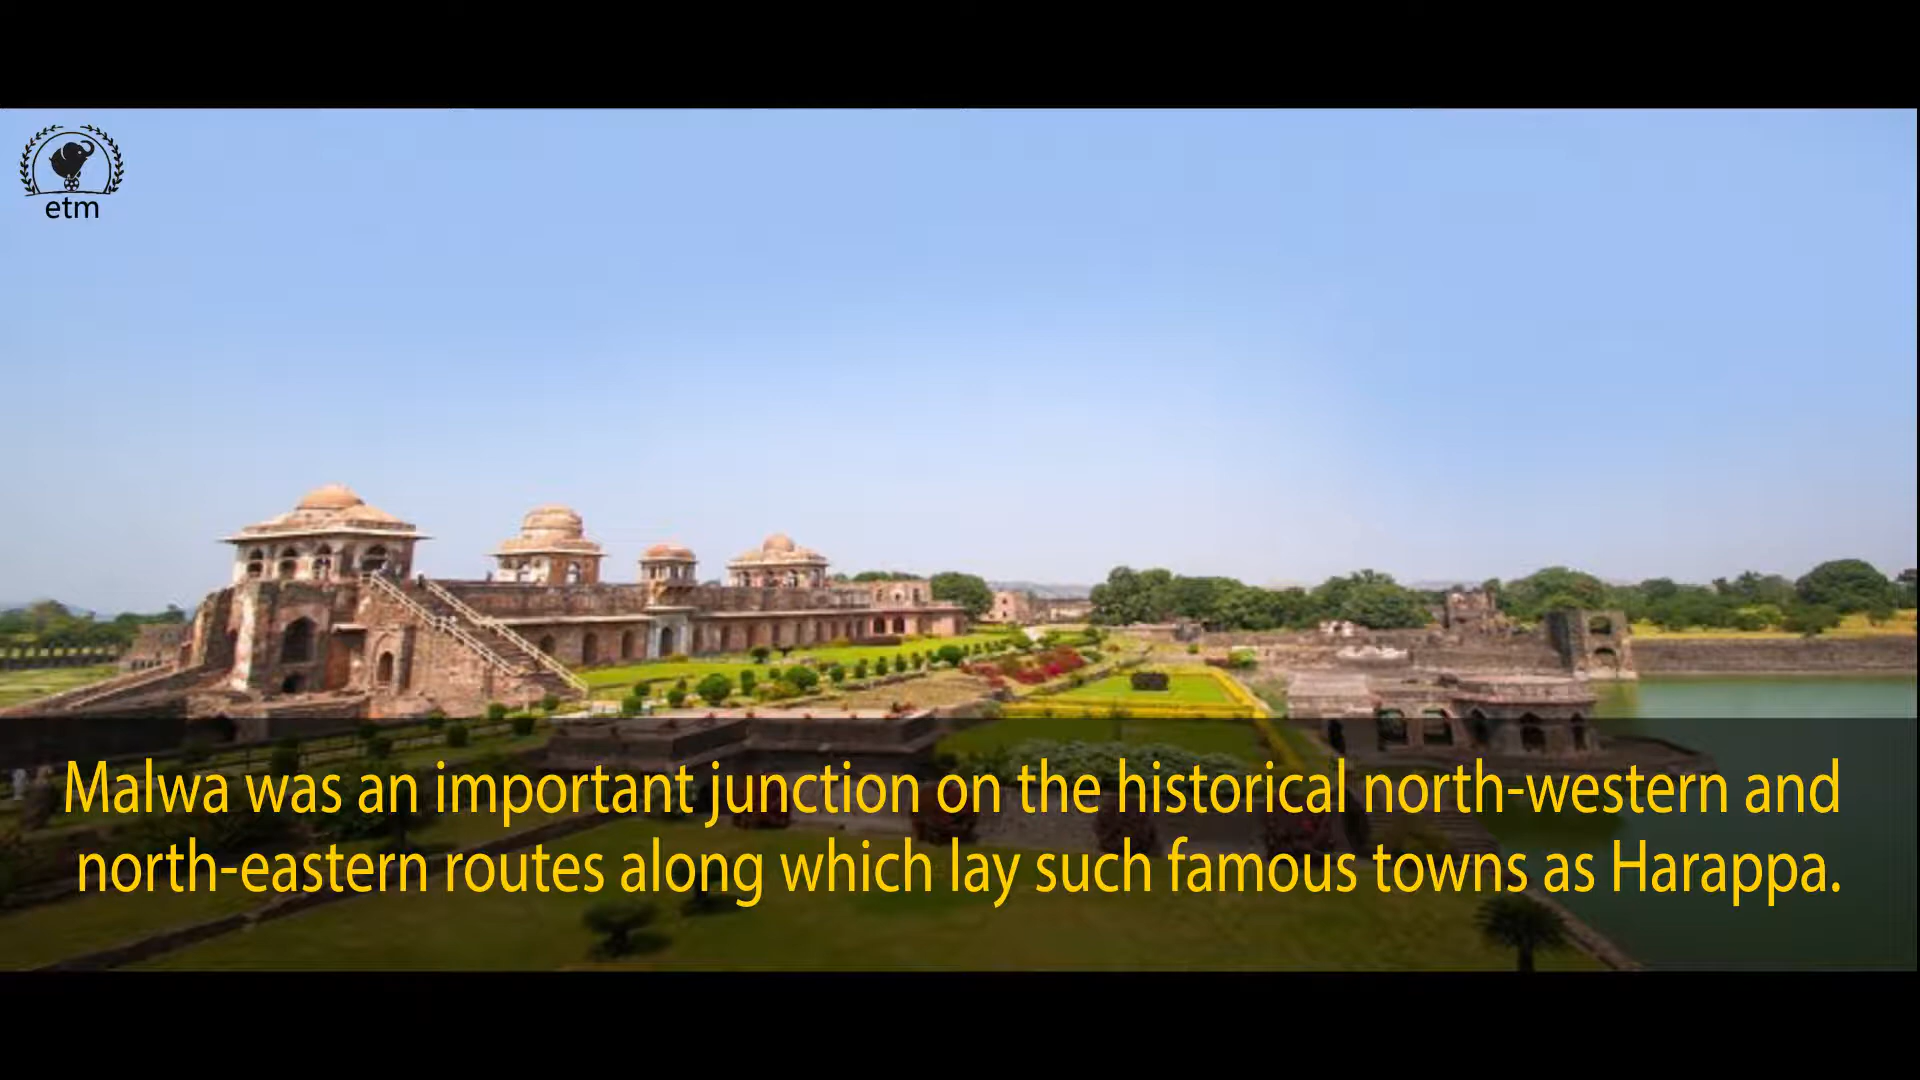 etm
Malwa was an important junction on the historical north-western and
north-eastern routes along which lay such famous towns as Harappa.